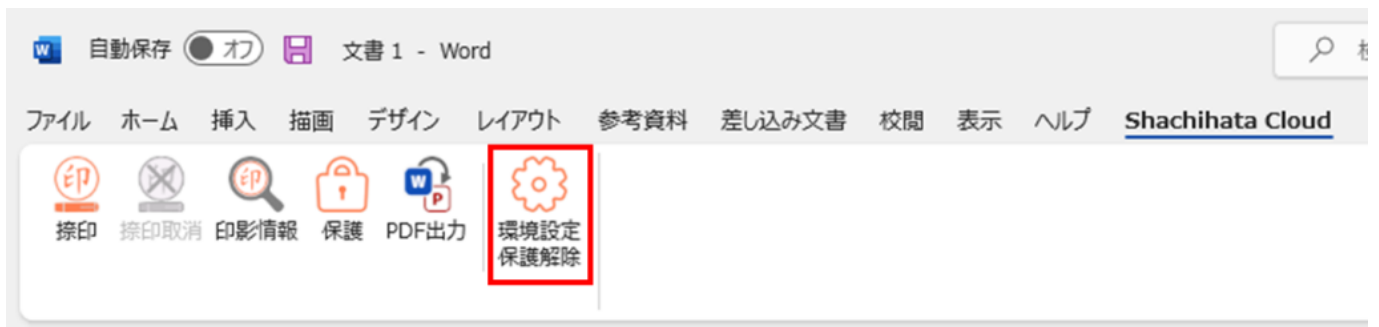 自動保存 オフ 文書 1 - Word
ファイル ホーム 挿入 描画 デザイン レイアウト 参考資料 差し込み文書 校閲 表示 ヘルプ Shachihata Cloud
捺印 捺印取消 印影情報 保護 PDF出力 環境設定
保護解除